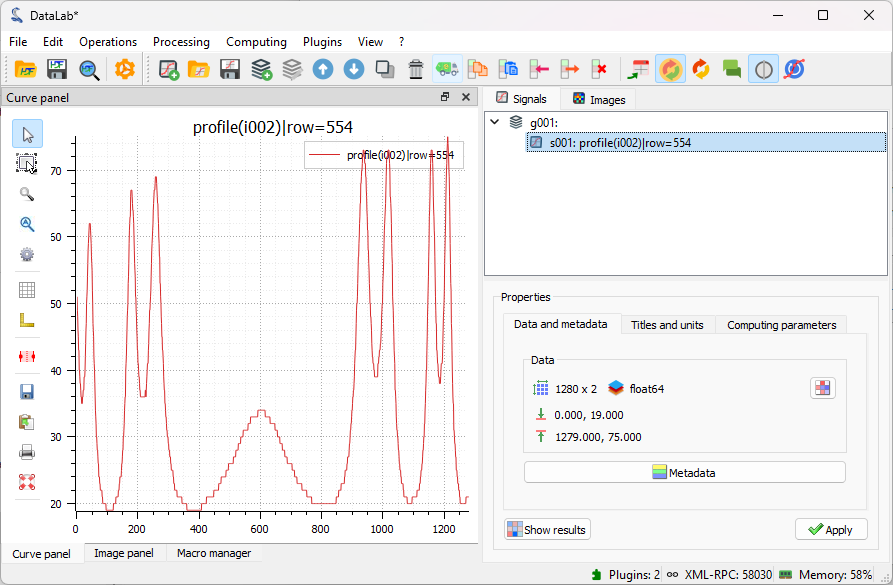 DataLab*
File Edit Operations Processing Computing Plugins View ?
Curve panel
profile(i002)|row=554
profile(i002)|row=554
70
60
50
40
30
20
0 200 400 600 800 1000 1200
Curve panel Image panel Macro manager
Signals Images
g001:
s001: profile(i002)|row=554
Properties
Data and metadata Titles and units Computing parameters
Data
1280 x 2 float64
0.000, 19.000
1279.000, 75.000
Metadata
Show results Apply
Plugins: 2 XML-RPC: 58030 Memory: 58%